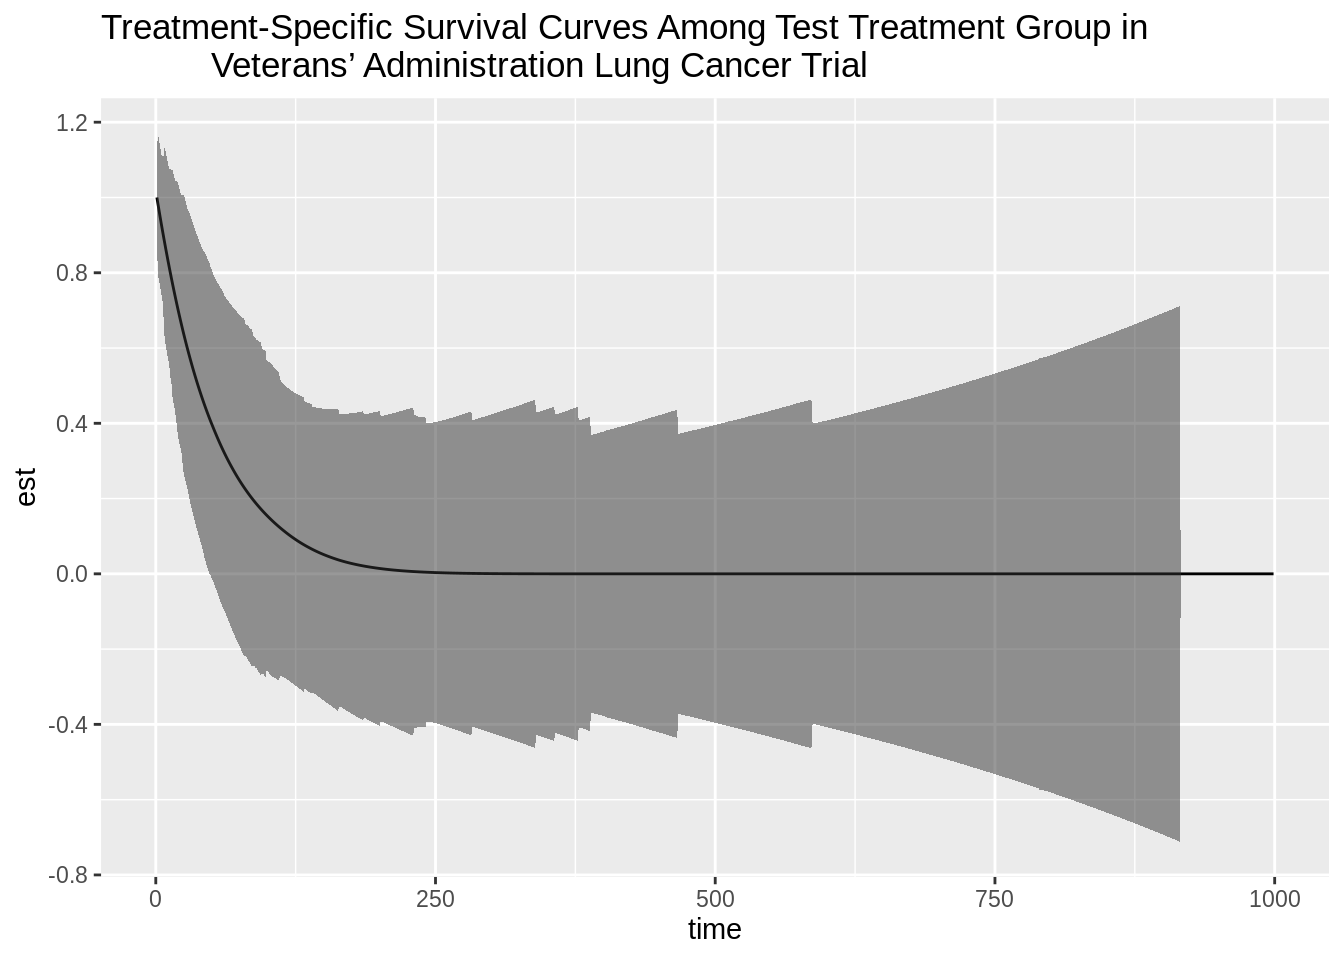 Treatment-Specific Survival Curves Among Test Treatment Group in
Veterans’ Administration Lung Cancer Trial
1.2
0.8
0.4
0.0
-0.4
-0.8
est
0
250
500
750
1000
time